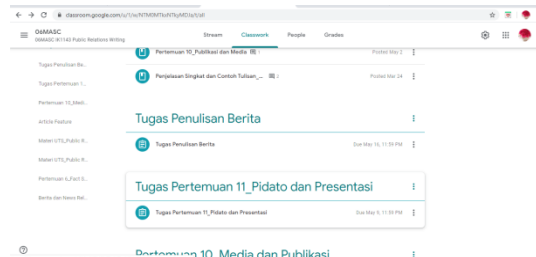 classroom.google.com/u/1/w/NTM0MTkxNTkyMDJa/t/all
06MASC
06MASC IK1143 Public Relations Writing
Stream
Classwork
People
Grades
Pertemuan 10_Publikasi dan Media
Posted May 2
Tugas Penulisan Be...
Penjelasan Singkat dan Contoh Tulisan_...
Posted Mar 24
Tugas Pertemuan 1...
Pertemuan 10_Medi...
Article Feature
Tugas Penulisan Berita
Materi UTS_Public R...
Tugas Penulisan Berita
Due May 10, 11:59 PM
Materi UTS_Public R...
Pertemuan 6_Fact S...
Tugas Pertemuan 11_Pidato dan Presentasi
Berita dan News Rel...
Tugas Pertemuan 11_Pidato dan Presentasi
Due May 9, 11:59 PM
Pertemuan 10_Media dan Publikasi